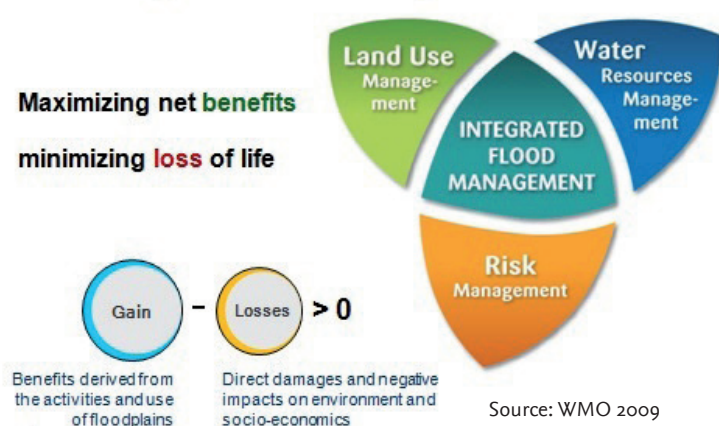 Maximizing net benefits
minimizing loss of life
Land Use
Manage-
ment
Water
Resources
Manage-
ment
INTEGRATED
FLOOD
MANAGEMENT
Risk
Management
Gain - Losses > 0
Benefits derived from
the activities and use
of floodplains
Direct damages and negative
impacts on environment and
socio-economics
Source: WMO 2009